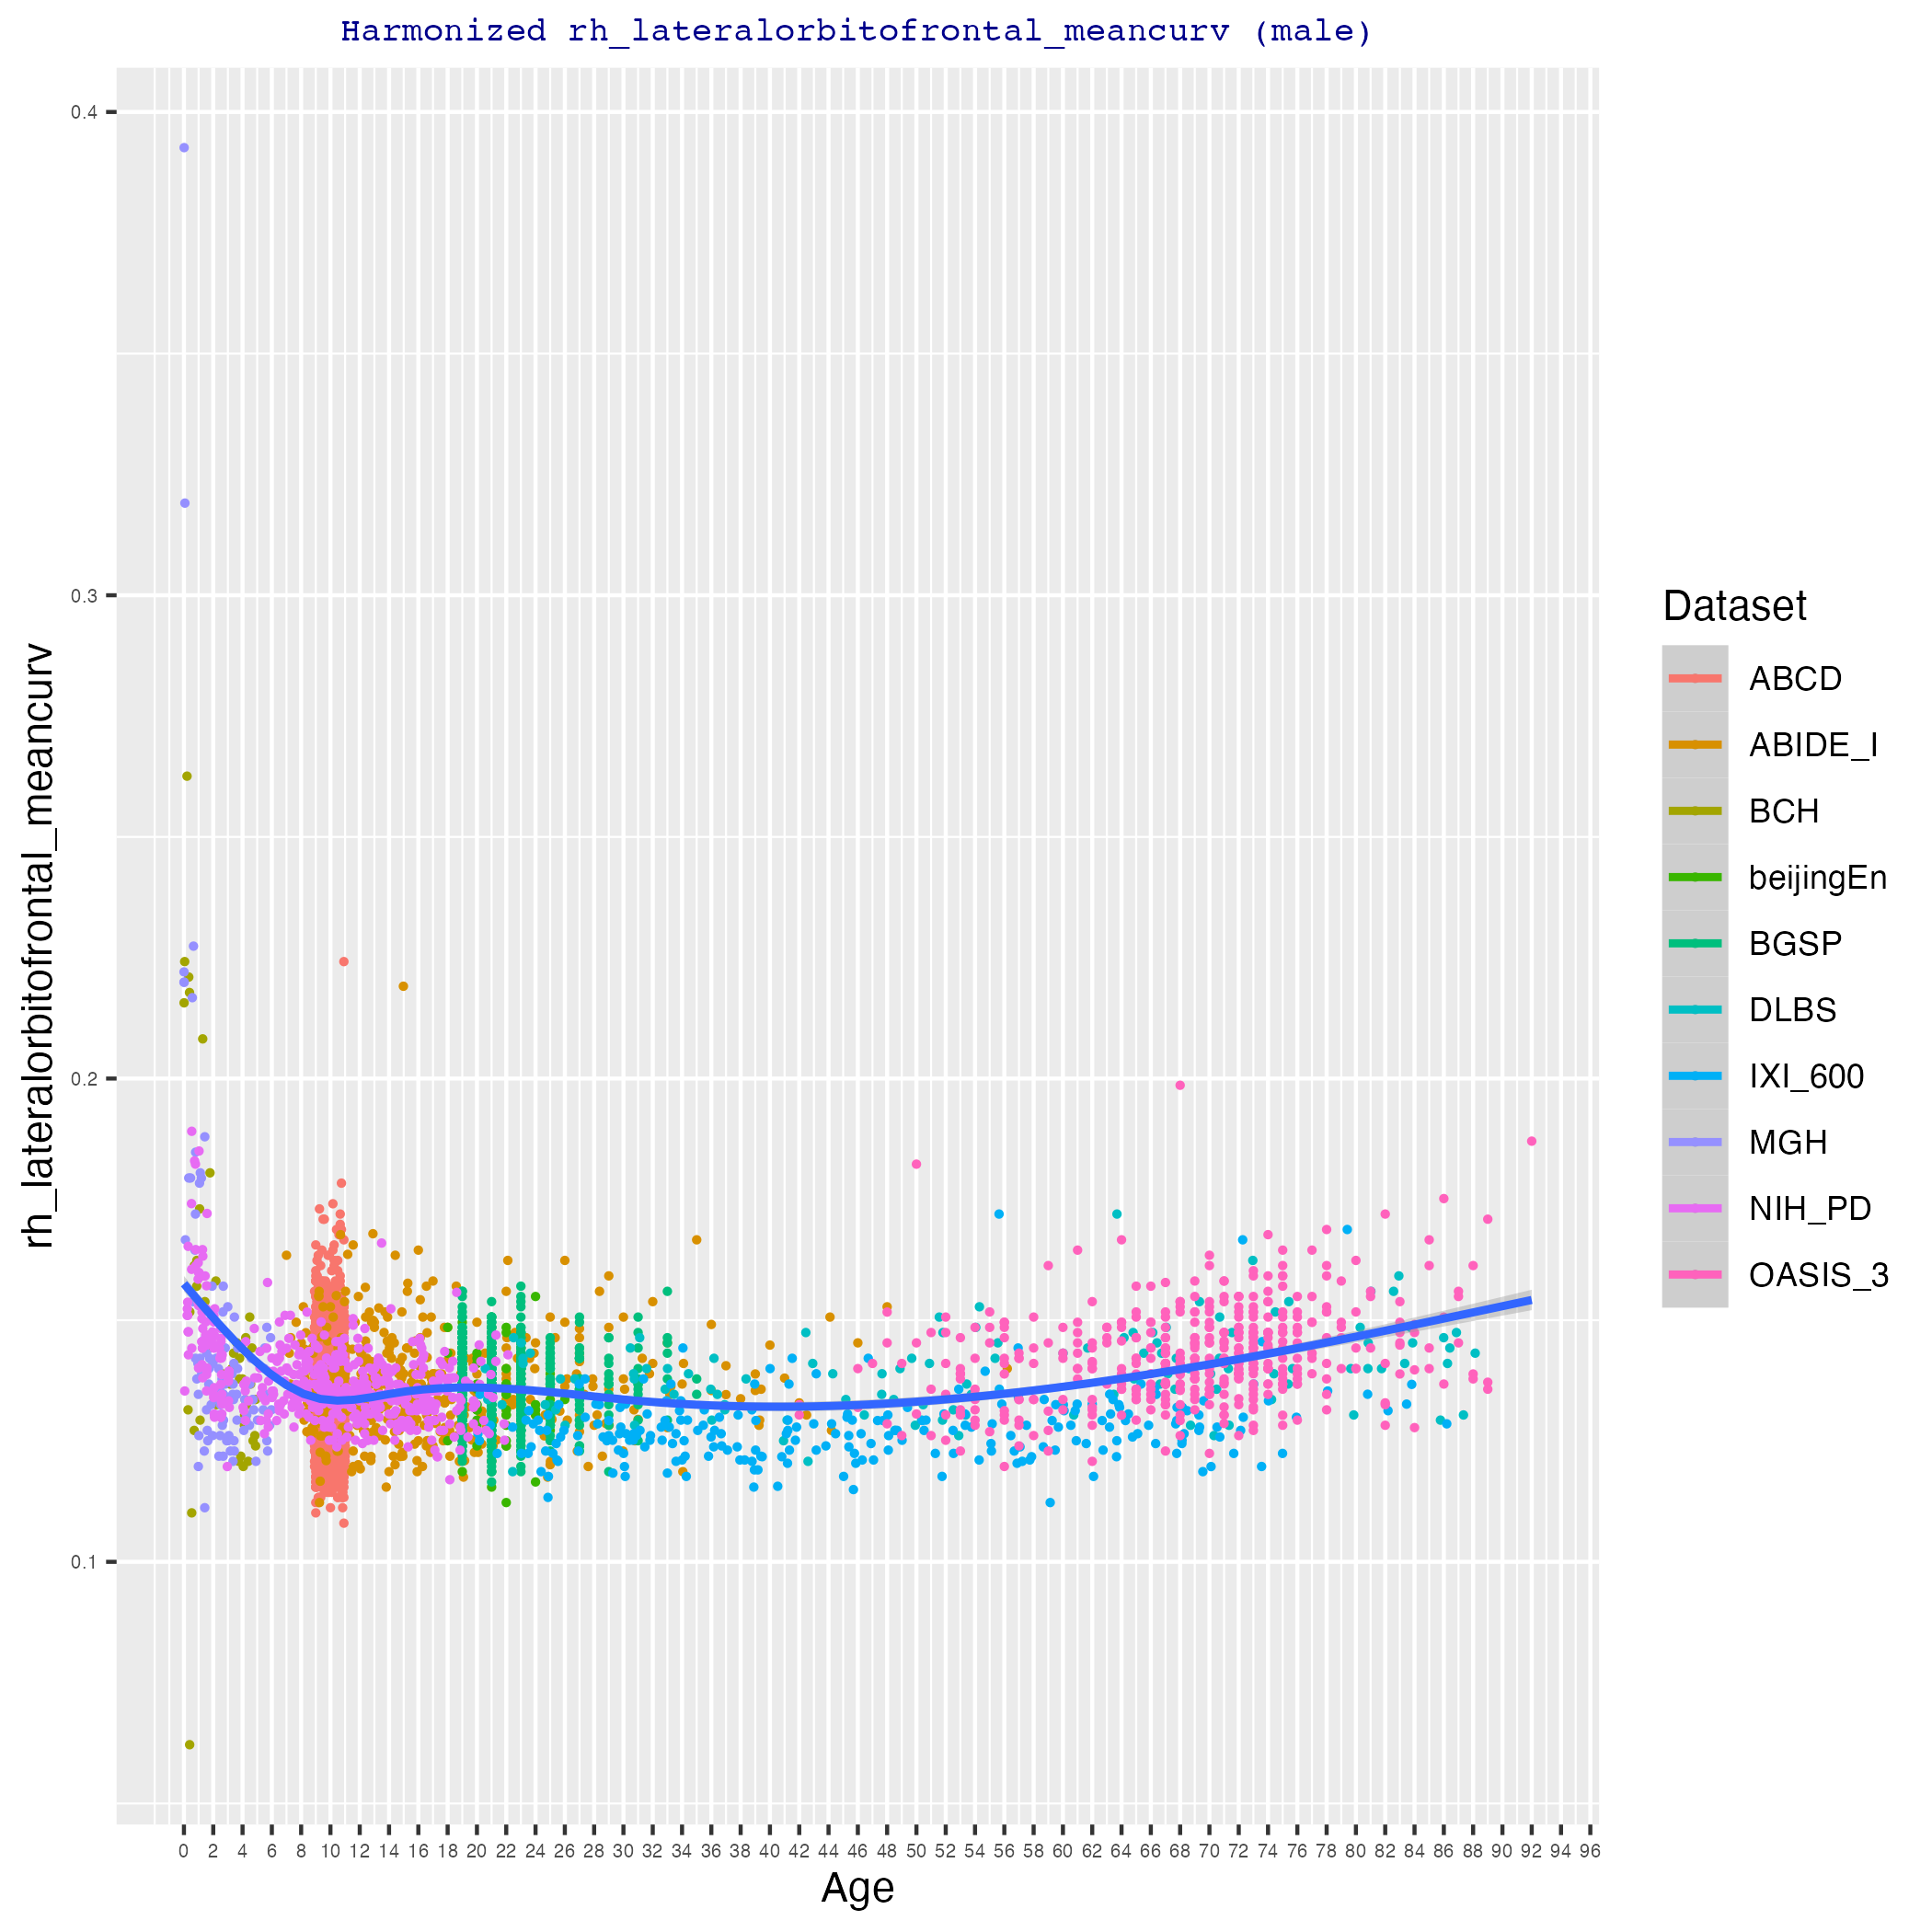 Harmonized rh_lateralorbitofrontal_meancurv (male)
rh_lateralorbitofrontal_meancurv
0.4
0.3
0.2
0.1
0 2 4 6 8 10 12 14 16 18 20 22 24 26 28 30 32 34 36 38 40 42 44 46 48 50 52 54 56 58 60 62 64 66 68 70 72 74 76 78 80 82 84 86 88 90 92 94 96
Age
Dataset
ABCD
ABIDE_I
BCH
beijingEn
BGSP
DLBS
IXI_600
MGH
NIH_PD
OASIS_3